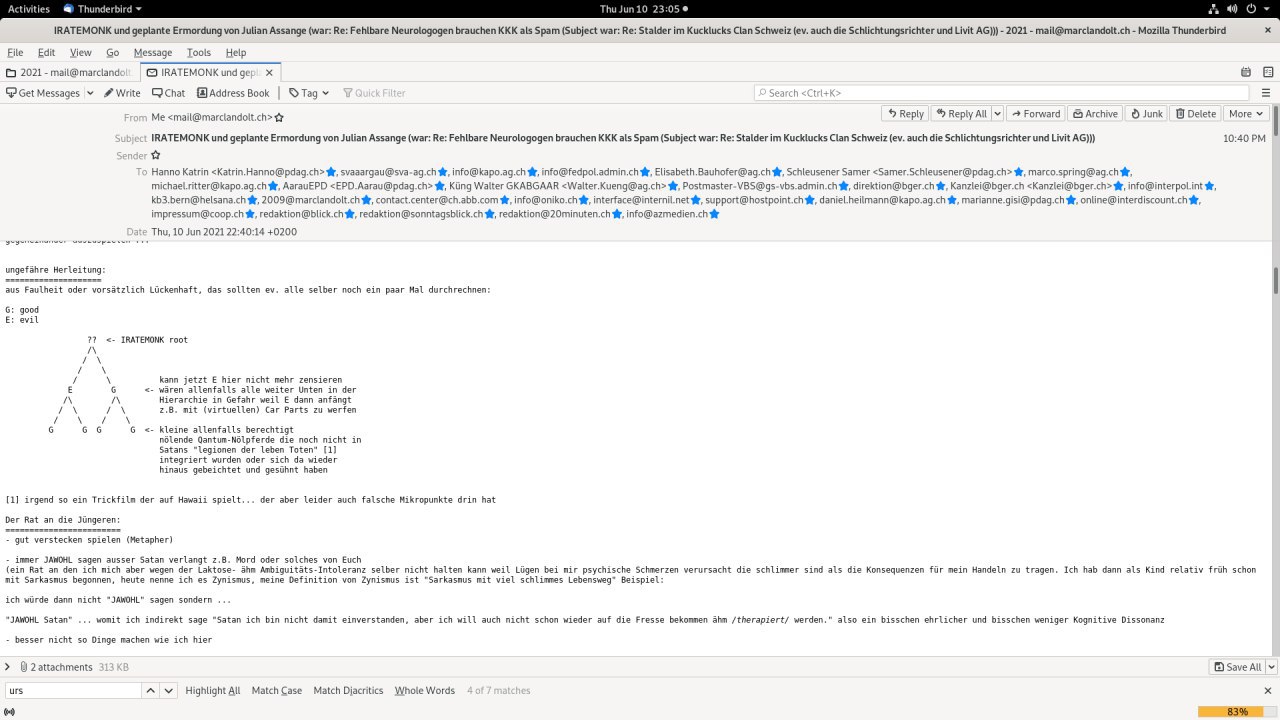 Activities Thunderbird Thu Jun 10 23:05
IRATEMONK und geplante Ermordung von Julian Assange (war: Re: Fehlbare Neurologogen brauchen KKK als Spam (Subject war: Re: Stalder im Kucklucks Clan Schweiz (ev. auch die Schlichtungsrichter und Livit AG))) - 2021 - mail@marclandolt.ch - Mozilla Thunderbird
File Edit View Go Message Tools Help
2021 - mail@marclandolt. IRATEMONK und gepl
Get Messages Write Chat Address Book Tag Quick Filter Search <Ctrl+K>
From Me <mail@marclandolt.ch> Reply Reply All Forward Archive Junk Delete More
Subject IRATEMONK und geplante Ermordung von Julian Assange (war: Re: Fehlbare Neurologogen brauchen KKK als Spam (Subject war: Re: Stalder im Kucklucks Clan Schweiz (ev. auch die Schlichtungsrichter und Livit AG))) 10:40 PM
Sender
To Hanno Katrin <Katrin.Hanno@pdag.ch>, svaaargau@sva-ag.ch, info@kapo.ag.ch, info@fedpol.admin.ch, Elisabeth.Bauhofer@ag.ch, Schleusener Samer <Samer.Schleusener@pdag.ch>, marco.spring@ag.ch,
michael.ritter@kapo.ag.ch, AarauEPD <EPD.Aarau@pdag.ch>, Küng Walter GKABGAAR <Walter.Kueng@ag.ch>, Postmaster-VBS@gs-vbs.admin.ch, direktion@bger.ch, Kanzlei@bger.ch <Kanzlei@bger.ch>, info@interpol.int,
kb3.bern@helsana.ch, 2009@marclandolt.ch, contact.center@ch.abb.com, info@oniko.ch, interface@internil.net, support@hostpoint.ch, daniel.heilmann@kapo.ag.ch, marianne.gisi@pdag.ch, online@interdiscount.ch,
impressum@coop.ch, redaktion@blick.ch, redaktion@sonntagsblick.ch, redaktion@20minuten.ch, info@azmedien.ch
Date Thu, 10 Jun 2021 22:40:14 +0200
gegeneinander auszuspielen ...
ungefähre Herleitung:
====================
aus Faulheit oder vorsätzlich Lückenhaft, das sollten ev. alle selber noch ein paar Mal durchrechnen:
G: good
E: evil
?? <- IRATEMONK root
/\
/ \
/ \
/ \ kann jetzt E hier nicht mehr zensieren
E G <- wären allenfalls alle weiter Unten in der
/\ /\ Hierarchie in Gefahr weil E dann anfängt
/ \ / \ z.B. mit (virtuellen) Car Parts zu werfen
/ \ / \
G G G G <- kleine allenfalls berechtigt
nölende Qantum-Nölpferde die noch nicht in
Satans "legionen der leben Toten" [1]
integriert wurden oder sich da wieder
hinaus gebeichtet und gesühnt haben
[1] irgend so ein Trickfilm der auf Hawaii spielt... der aber leider auch falsche Mikropunkte drin hat
Der Rat an die Jüngeren:
========================
- gut verstecken spielen (Metapher)
- immer JAWOHL sagen ausser Satan verlangt z.B. Mord oder solches von Euch
(ein Rat an den ich mich aber wegen der Laktose- ähm Ambiguitäts-Intoleranz selber nicht halten kann weil Lügen bei mir psychische Schmerzen verursacht die schlimmer sind als die Konsequenzen für mein Handeln zu tragen. Ich hab dann als Kind relativ früh schon
mit Sarkasmus begonnen, heute nenne ich es Zynismus, meine Definition von Zynismus ist "Sarkasmus mit viel schlimmes Lebensweg" Beispiel:
ich würde dann nicht "JAWOHL" sagen sondern ...
"JAWOHL Satan" ... womit ich indirekt sage "Satan ich bin nicht damit einverstanden, aber ich will auch nicht schon wieder auf die Fresse bekommen ähm /therapiert/ werden." also ein bisschen ehrlicher und bisschen weniger Kognitive Dissonanz
- besser nicht so Dinge machen wie ich hier
2 attachments 313 KB Save All
urs Highlight All Match Case Match Diacritics Whole Words 4 of 7 matches
83%